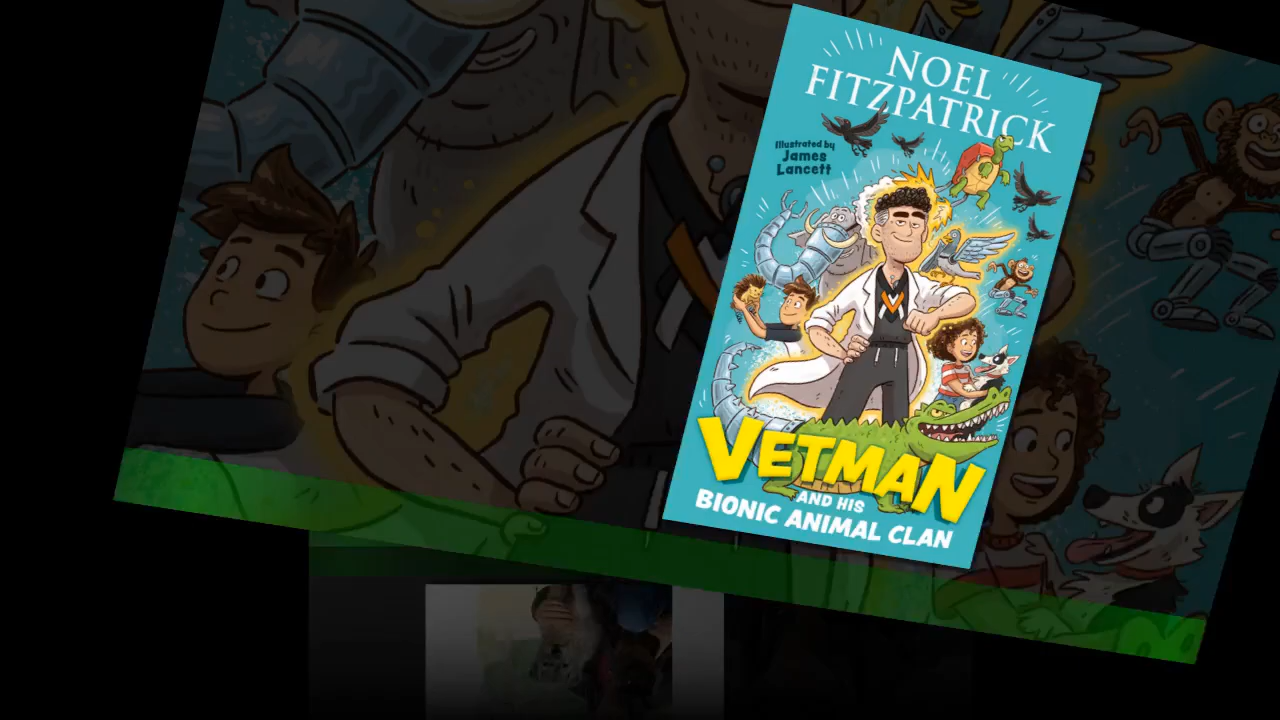 NOEL
FITZPATRICK
Illustrated by
James
Lancett
VETMAN
AND HIS
BIONIC ANIMAL CLAN